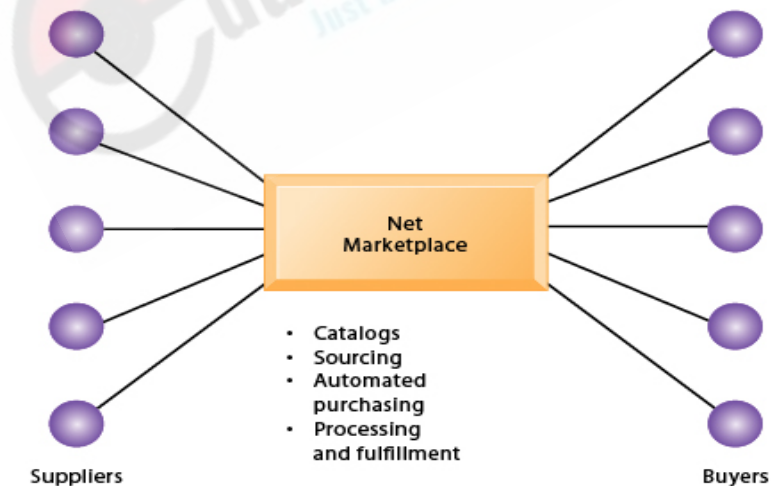 Net
Marketplace
• Catalogs
• Sourcing
• Automated
purchasing
• Processing
and fulfillment
Suppliers
Buyers